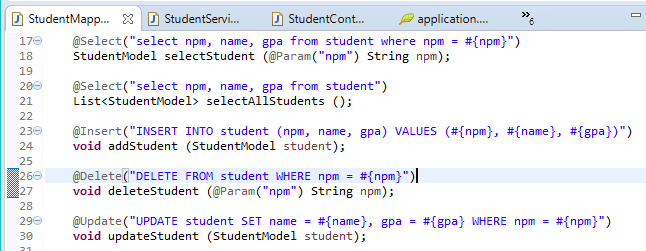 StudentMapp... StudentServi... StudentCont... application.... »6
17 @Select("select npm, name, gpa from student where npm = #{npm}")
18 StudentModel selectStudent (@Param("npm") String npm);
19
20 @Select("select npm, name, gpa from student")
21 List<StudentModel> selectAllStudents ();
22
23 @Insert("INSERT INTO student (npm, name, gpa) VALUES (#{npm}, #{name}, #{gpa})")
24 void addStudent (StudentModel student);
25
26 @Delete("DELETE FROM student WHERE npm = #{npm}")
27 void deleteStudent (@Param("npm") String npm);
28
29 @Update("UPDATE student SET name = #{name}, gpa = #{gpa} WHERE npm = #{npm}")
30 void updateStudent (StudentModel student);
31